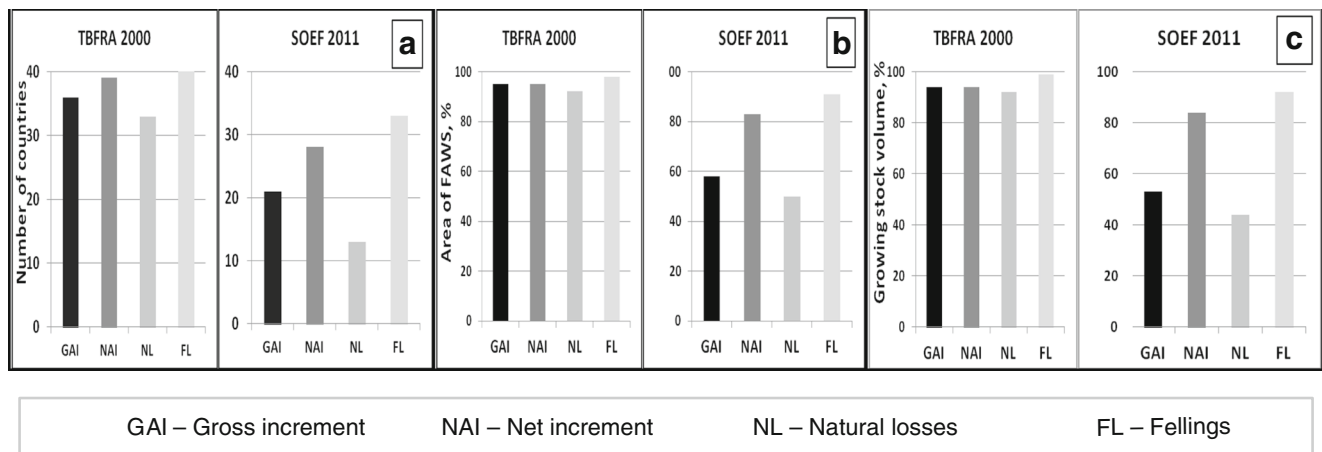 TBFRA 2000
SOEF 2011
a
Number of countries
40
30
20
10
0
GAI NAI NL FL
40
30
20
10
0
GAI NAI NL FL
TBFRA 2000
SOEF 2011
b
Area of FAWS, %
100
80
60
40
20
0
GAI NAI NL FL
00
80
60
40
20
0
GAI NAI NL FL
TBFRA 2000
SOEF 2011
c
Growing stock volume, %
100
80
60
40
20
0
GAI NAI NL FL
100
80
60
40
20
0
GAI NAI NL FL
GAI – Gross increment NAI – Net increment NL – Natural losses FL – Fellings